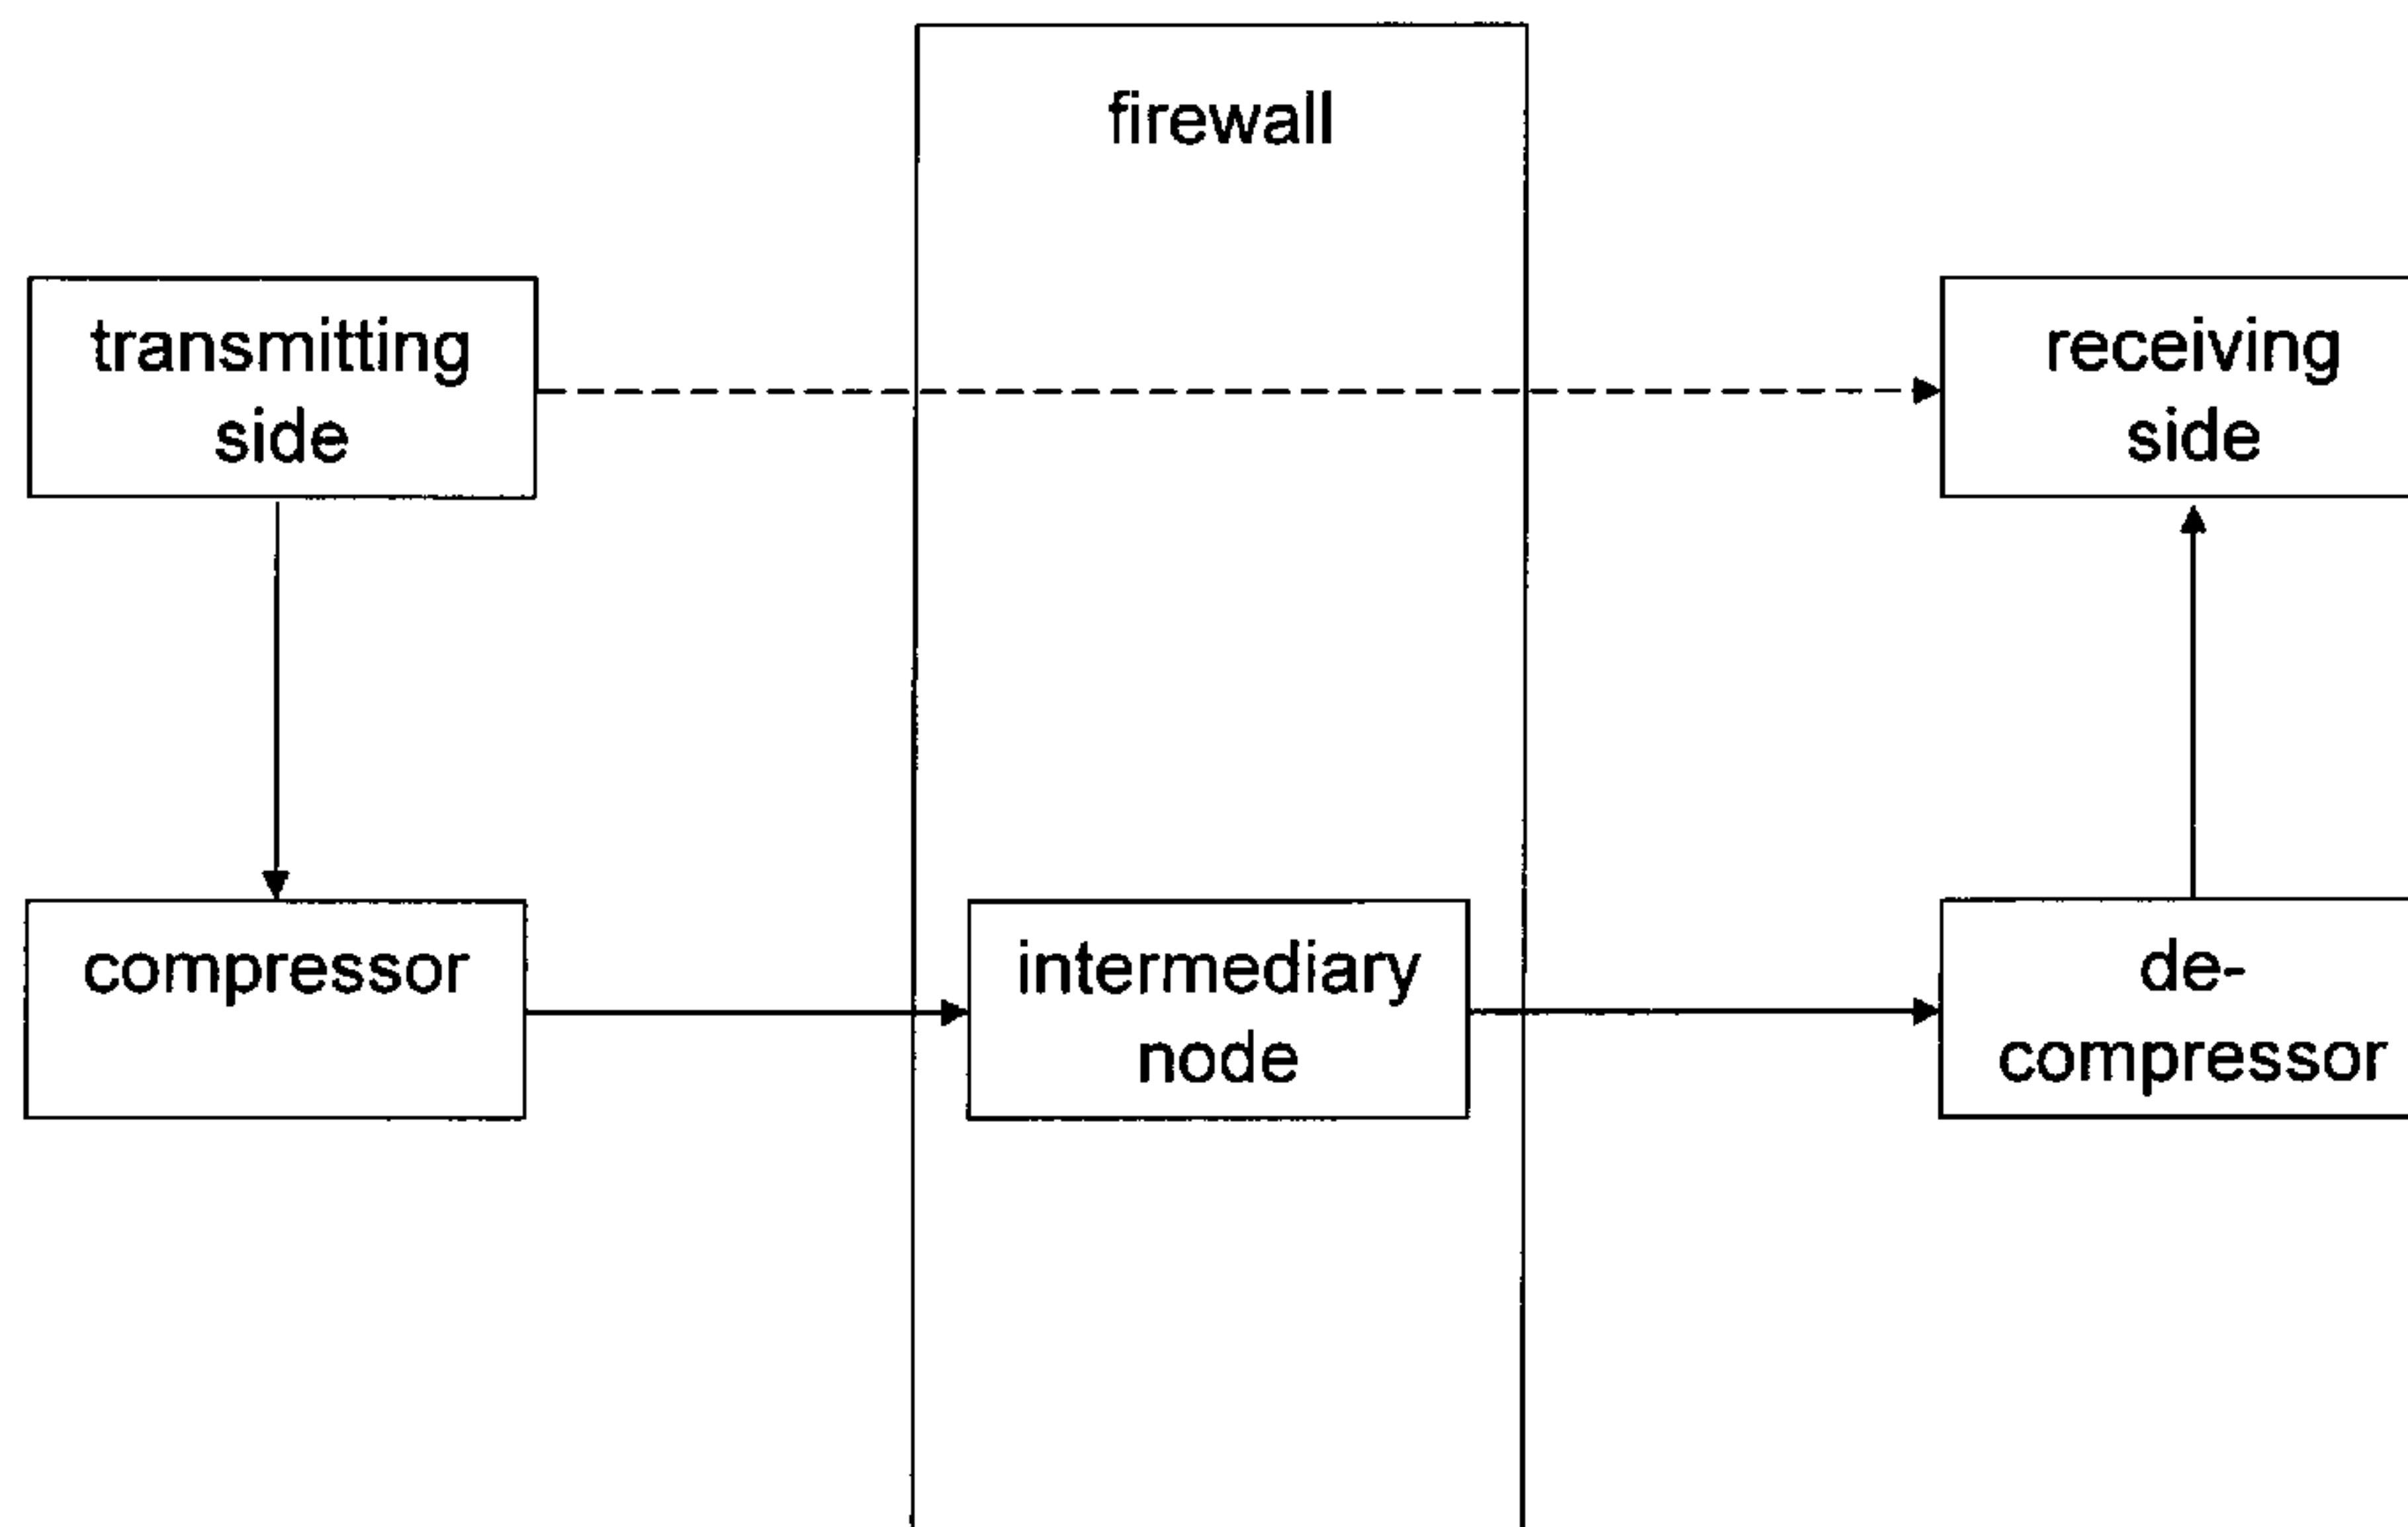 firewall
transmitting
side
receiving
side
compressor
intermediary
node
de-
compressor